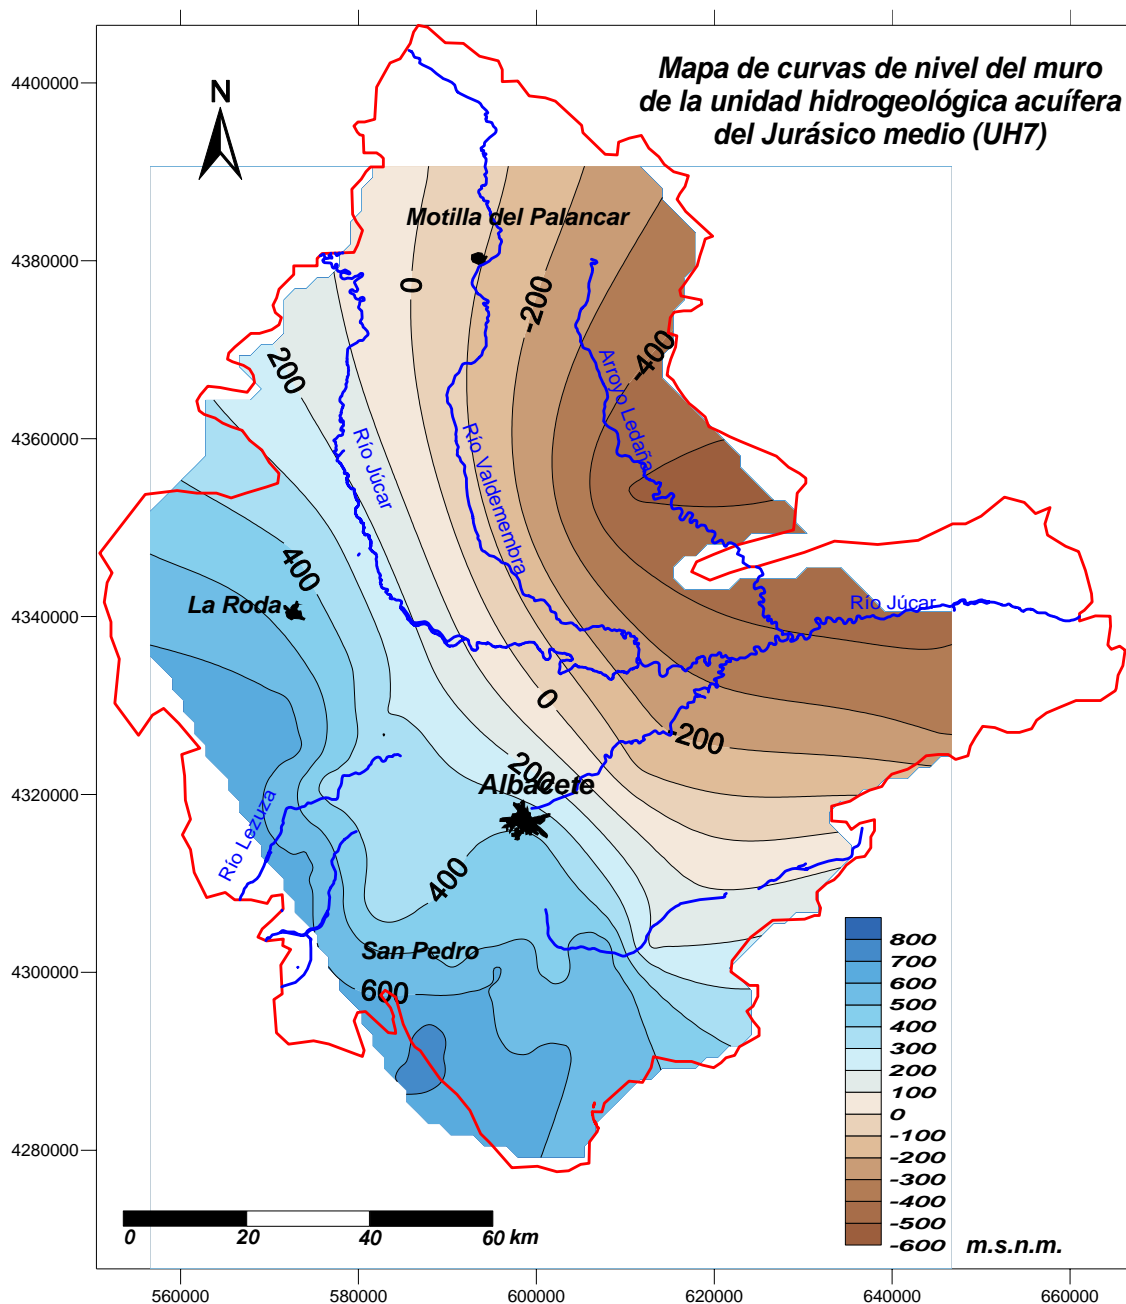 Mapa de curvas de nivel del muro
de la unidad hidrogeológica acuífera
del Jurásico medio (UH7)
N
4400000
4380000
4360000
4340000
4320000
4300000
4280000
Motilla del Palancar
0
-200
-400
200
Arroyo Ledaña
Río Júcar
Río Valdemembra
400
La Roda
Río Júcar
0
-200
200
Albacete
Río Lezuza
400
San Pedro
600
800
700
600
500
400
300
200
100
0
-100
-200
-300
-400
-500
-600
m.s.n.m.
0 20 40 60 km
560000 580000 600000 620000 640000 660000